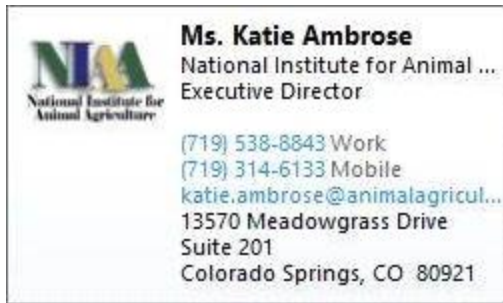 NIAA
National Institute for
Animal Agriculture
Ms. Katie Ambrose
National Institute for Animal ...
Executive Director
(719) 538-8843 Work
(719) 314-6133 Mobile
katie.ambrose@animalagricul...
13570 Meadowgrass Drive
Suite 201
Colorado Springs, CO 80921